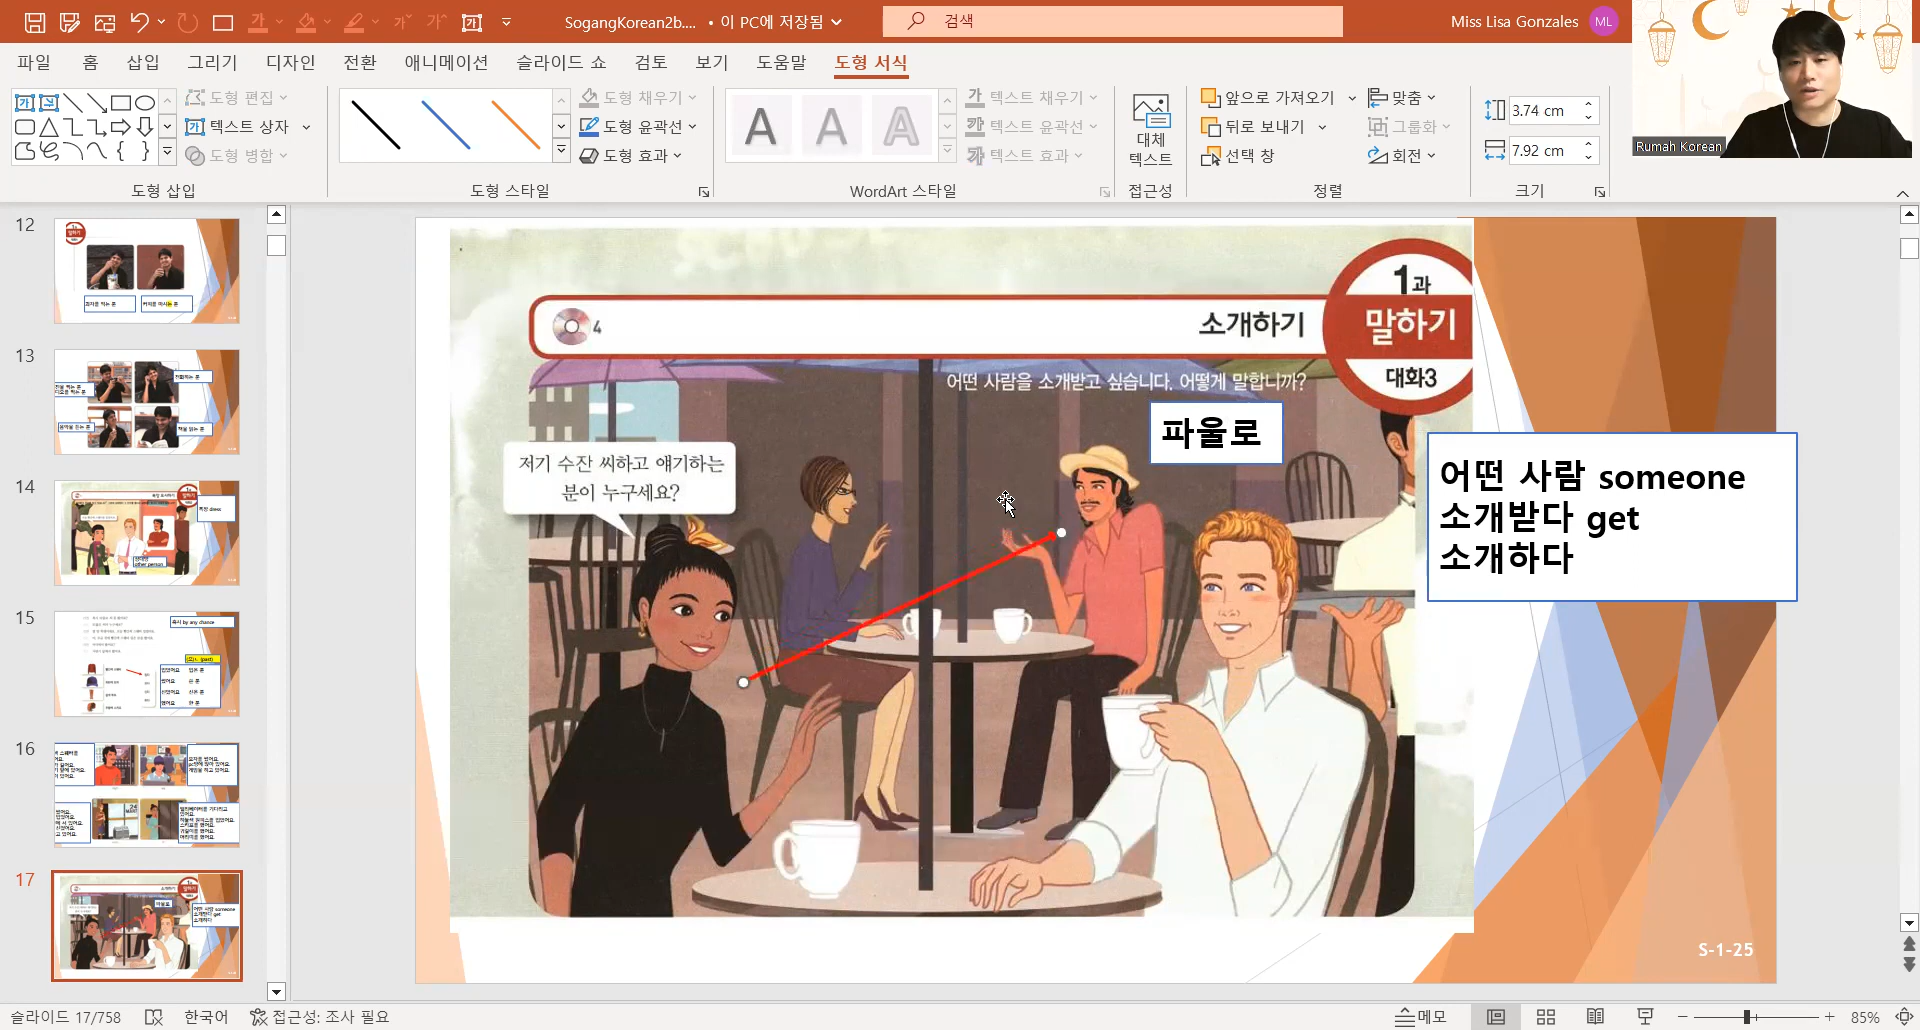 SogangKorean2b.... • 이 PC에 저장됨
검색
Miss Lisa Gonzales
ML
파일 홈 삽입 그리기 디자인 전환 애니메이션 슬라이드 쇼 검토 보기 도움말 도형 서식
도형 편집
텍스트 상자
도형 병합
도형 삽입
도형 채우기
도형 윤곽선
도형 효과
도형 스타일
텍스트 채우기
텍스트 윤곽선
텍스트 효과
WordArt 스타일
대체
텍스트
접근성
앞으로 가져오기
뒤로 보내기
선택 창
맞춤
그룹화
회전
정렬
3.74 cm
7.92 cm
크기
Rumah Korean
12
13
14
15
16
17
1과
말하기
대화3
4
소개하기
어떤 사람을 소개받고 싶습니다. 어떻게 말합니까?
파울로
저기 수잔 씨하고 얘기하는
분이 누구세요?
어떤 사람 someone
소개받다 get
소개하다
S-1-25
슬라이드 17/758
한국어
접근성: 조사 필요
메모
85%